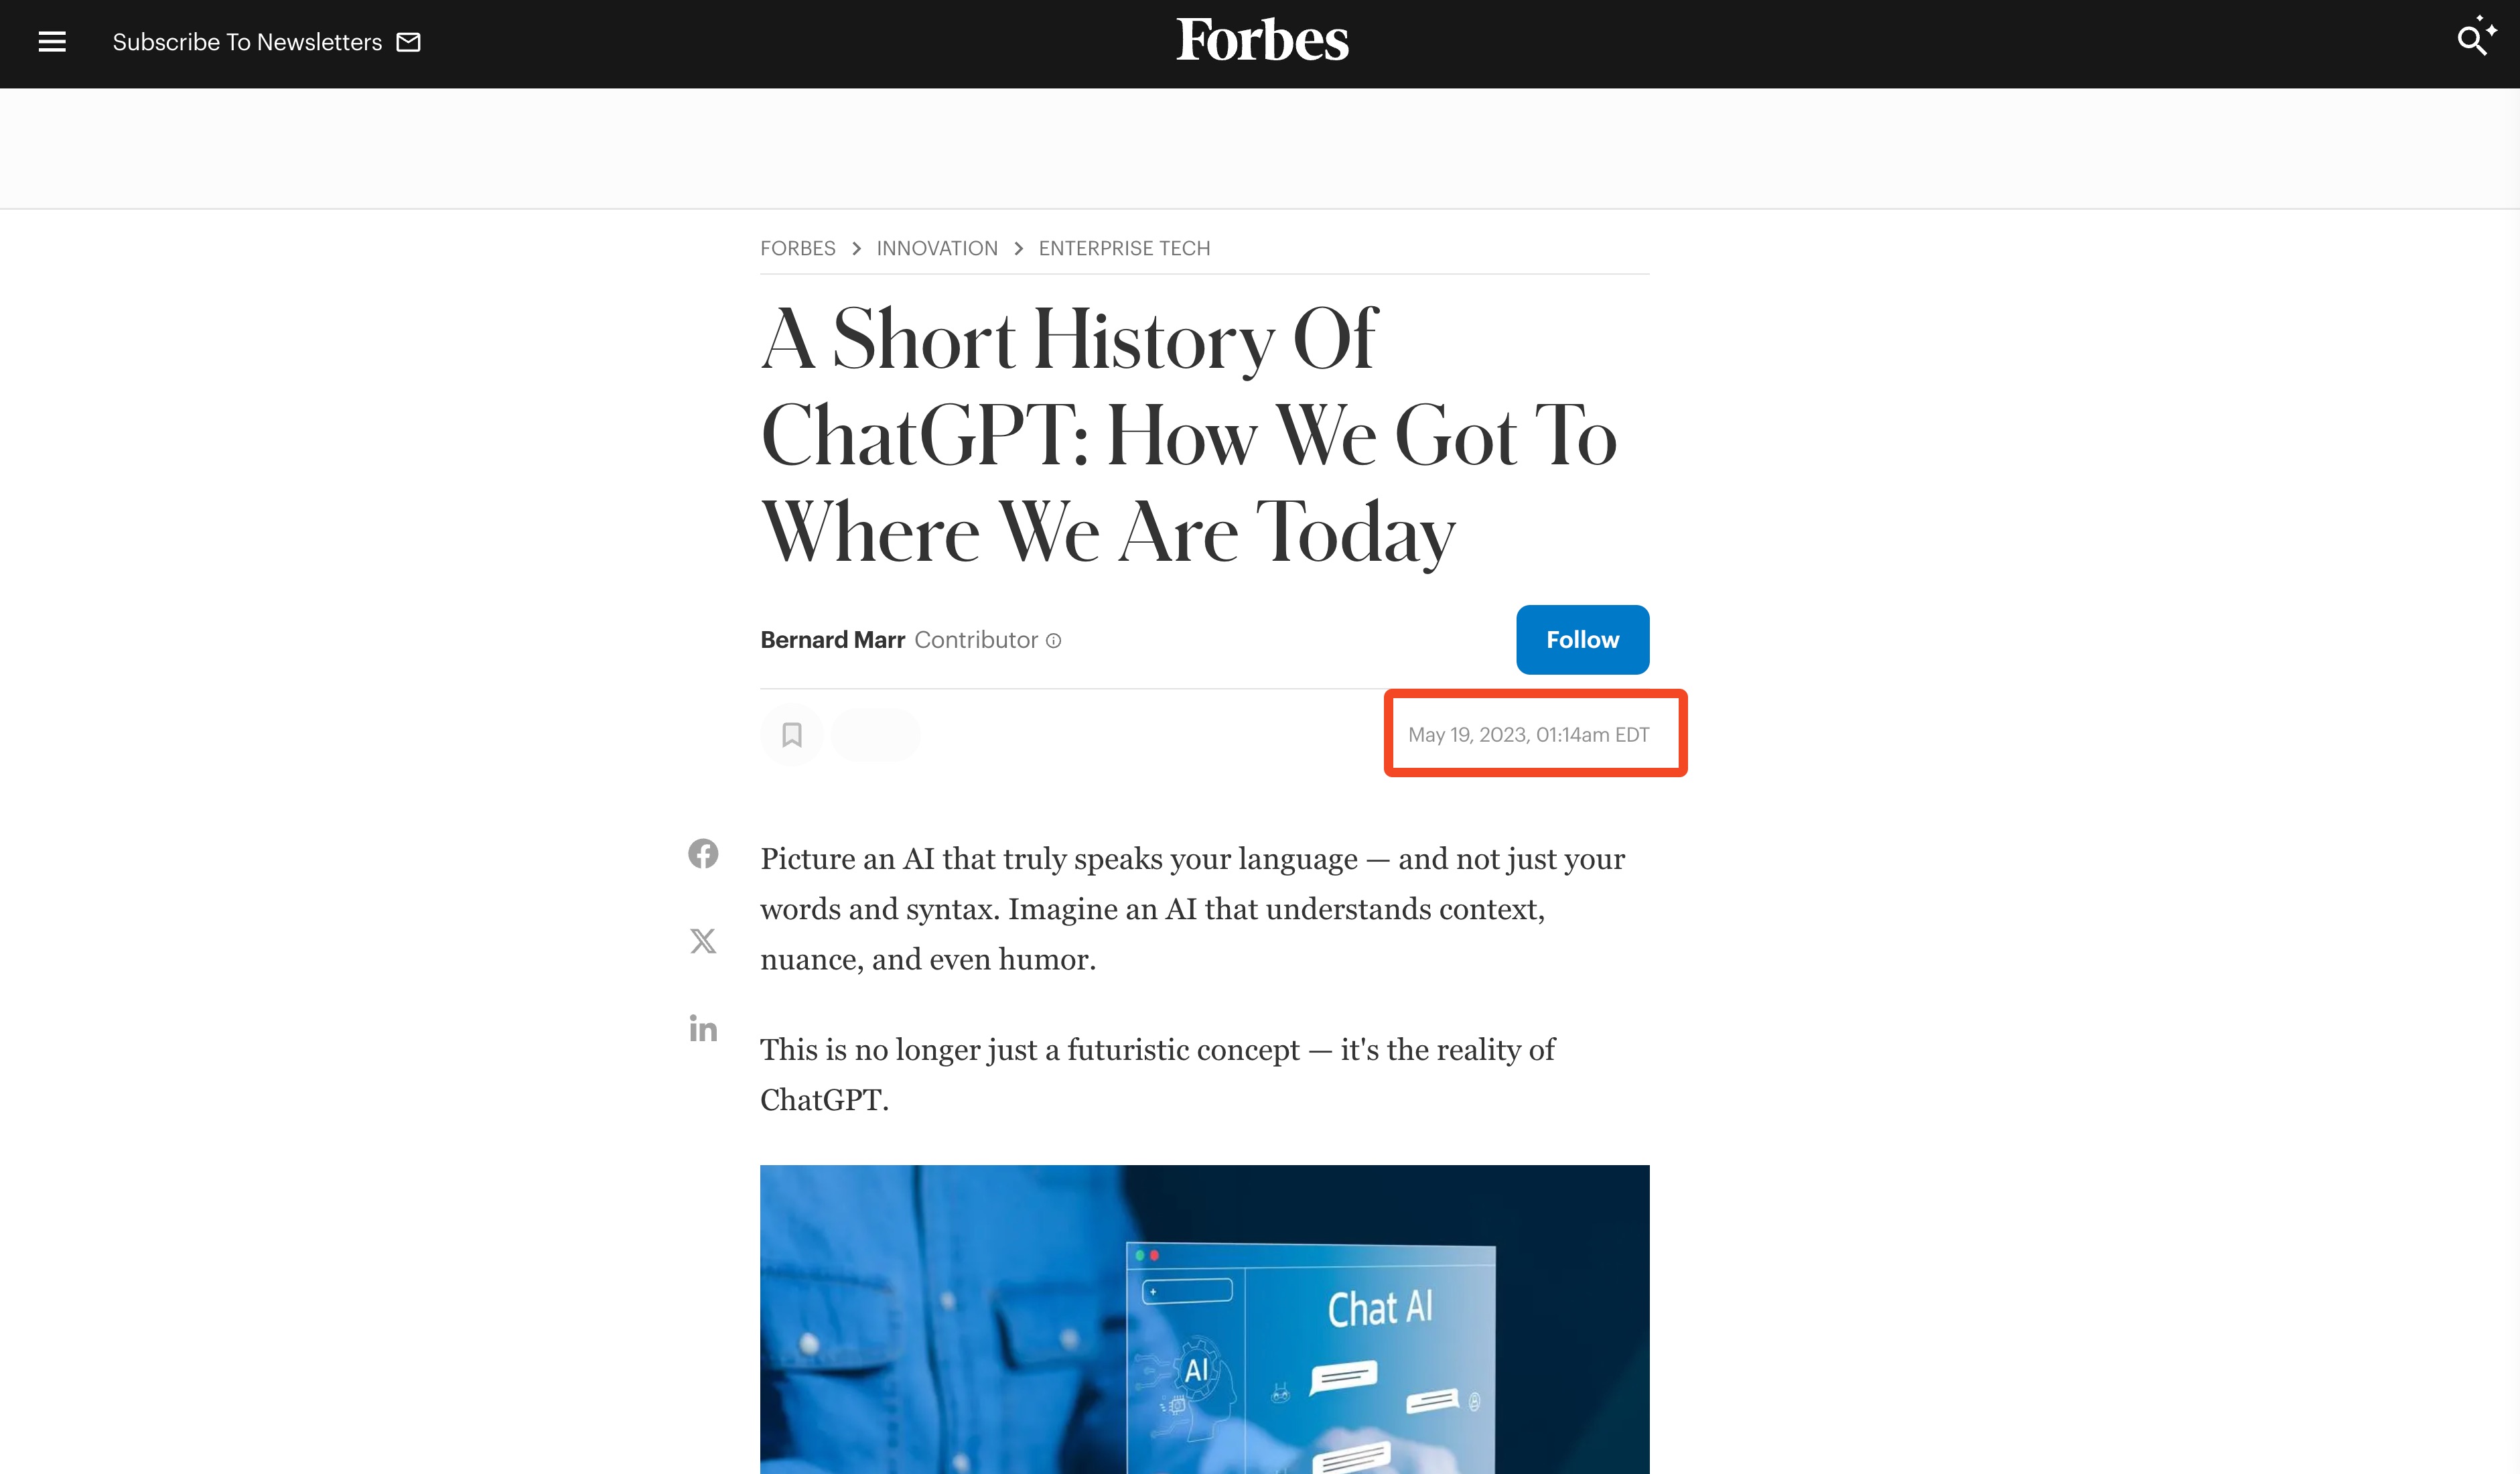 Subscribe To Newsletters
Forbes
FORBES > INNOVATION > ENTERPRISE TECH
A Short History Of
ChatGPT: How We Got To
Where We Are Today
Bernard Marr Contributor
Follow
May 19, 2023, 01:14am EDT
Picture an AI that truly speaks your language — and not just your
words and syntax. Imagine an AI that understands context,
nuance, and even humor.
This is no longer just a futuristic concept — it's the reality of
ChatGPT.
Chat AI
AI